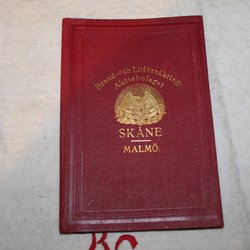 Brand- och Lifförsäkrings
Aktiebolaget
SKÅNE
MALMÖ.